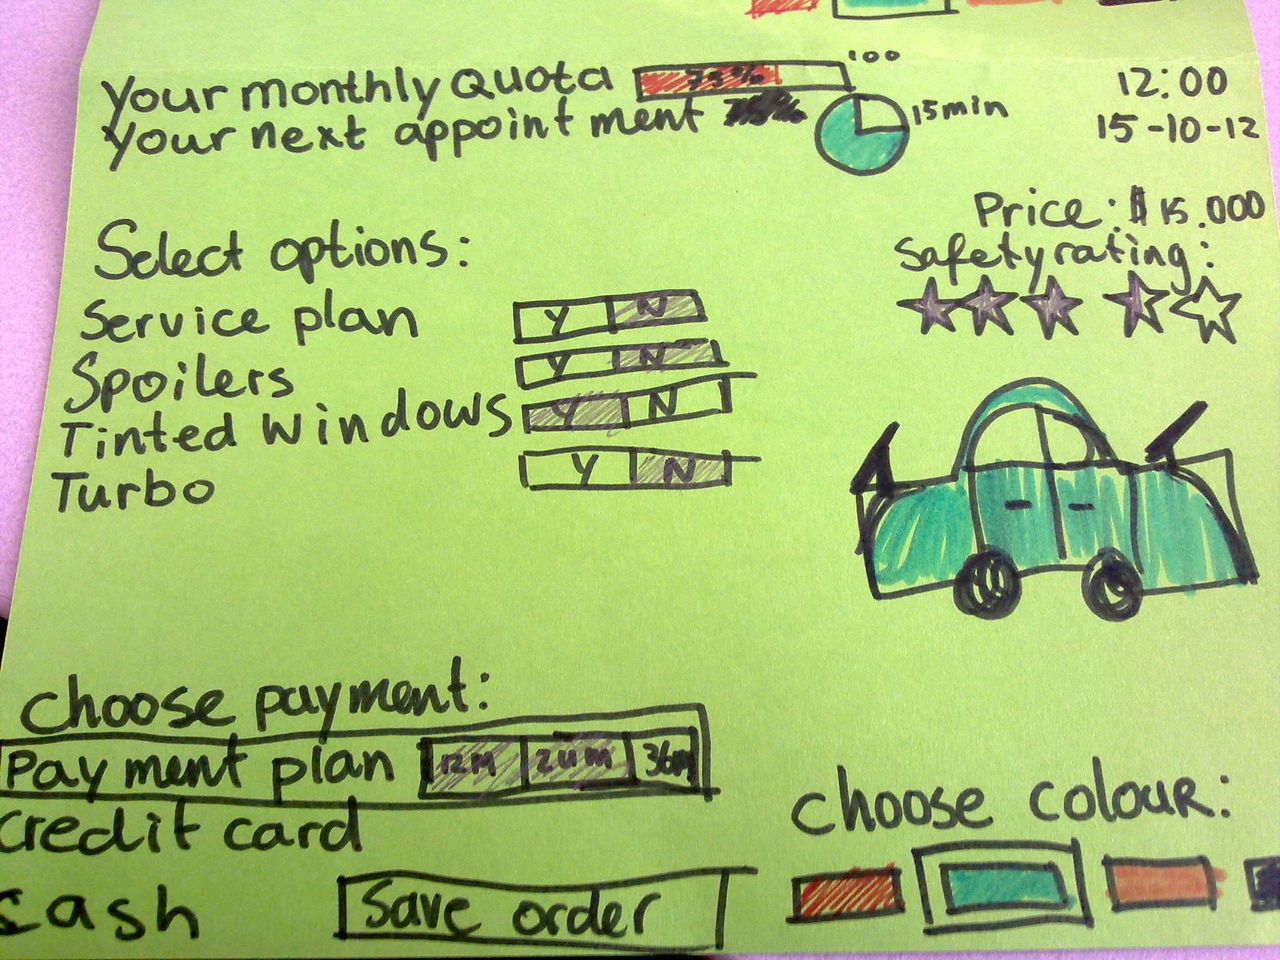 Your monthly Quota 75% 100
Your next appointment 15min
12:00
15-10-12
Price: $15.000
Safety rating:
Select options:
Service plan Y N
Spoilers Y N
Tinted Windows Y N
Turbo Y N
Choose payment:
Payment plan 12M 24M 36M
Credit card
Cash
Save order
Choose colour: